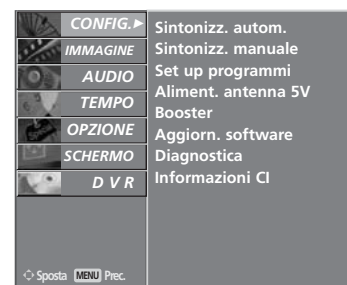 CONFIG.
IMMAGINE
AUDIO
TEMPO
OPZIONE
SCHERMO
D V R
Sintonizz. autom.
Sintonizz. manuale
Set up programmi
Aliment. antenna 5V
Booster
Aggiorn. software
Diagnostica
Informazioni CI
Sposta MENU Prec.